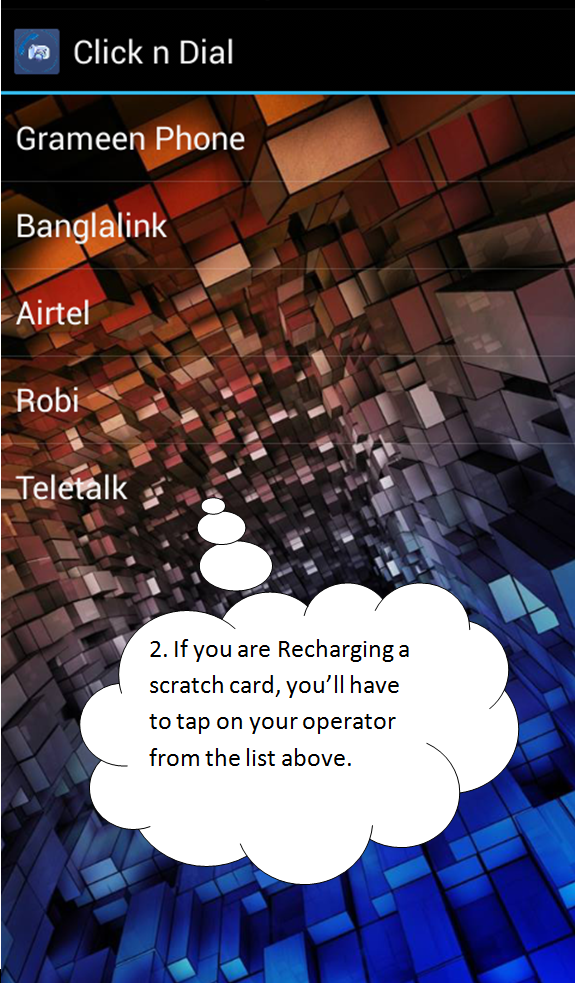 Click n Dial
Grameen Phone
Banglalink
Airtel
Robi
Teletalk
2. If you are Recharging a
scratch card, you’ll have
to tap on your operator
from the list above.